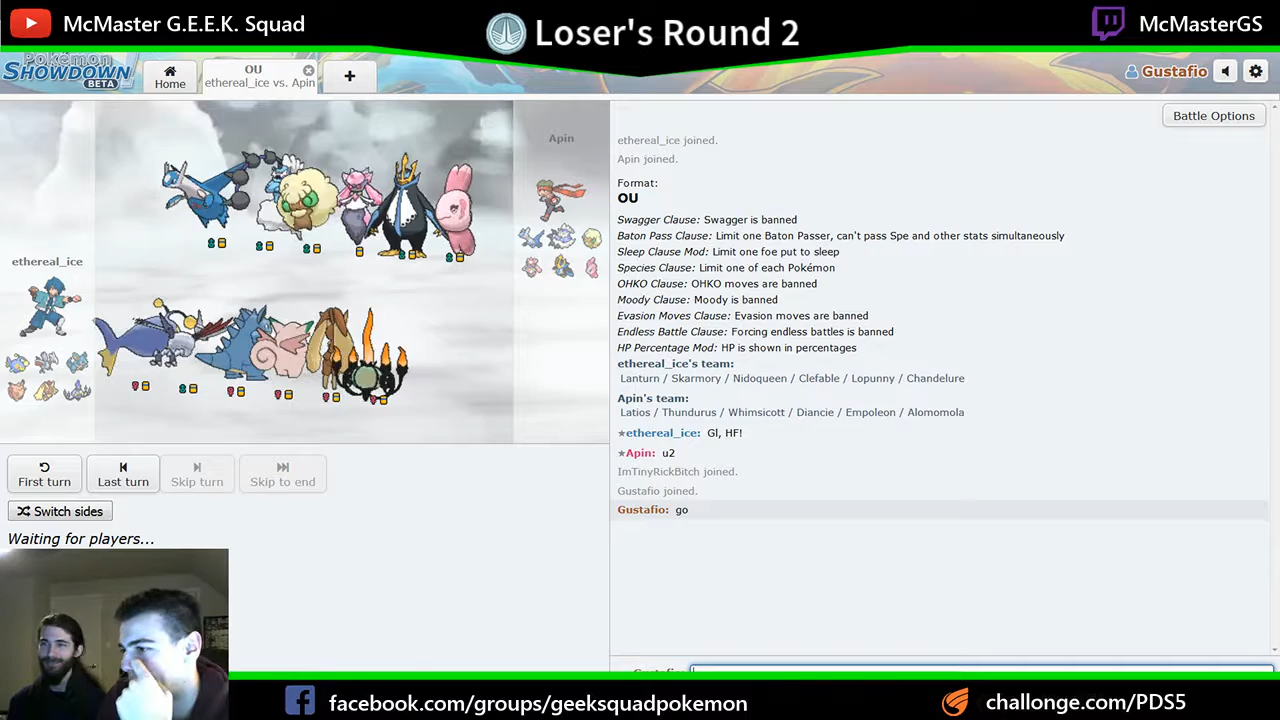 McMaster G.E.E.K. Squad
Loser's Round 2
McMasterGS
Pokémon
SHOWDOWN
BETA
Home
OU
ethereal_ice vs. Apin
Gustafio
Battle Options
Apin
ethereal_ice
ethereal_ice joined.
Apin joined.
Format:
OU
Swagger Clause: Swagger is banned
Baton Pass Clause: Limit one Baton Passer, can't pass Spe and other stats simultaneously
Sleep Clause Mod: Limit one foe put to sleep
Species Clause: Limit one of each Pokémon
OHKO Clause: OHKO moves are banned
Moody Clause: Moody is banned
Evasion Moves Clause: Evasion moves are banned
Endless Battle Clause: Forcing endless battles is banned
HP Percentage Mod: HP is shown in percentages
ethereal_ice's team:
Lanturn / Skarmory / Nidoqueen / Clefable / Lopunny / Chandelure
Apin's team:
Latios / Thundurus / Whimsicott / Diancie / Empoleon / Alomomola
★ethereal_ice: Gl, HF!
★Apin: u2
ImTinyRickBitch joined.
Gustafio joined.
Gustafio: go
First turn
Last turn
Skip turn
Skip to end
Switch sides
Waiting for players...
facebook.com/groups/geeksquadpokemon
challonge.com/PDS5